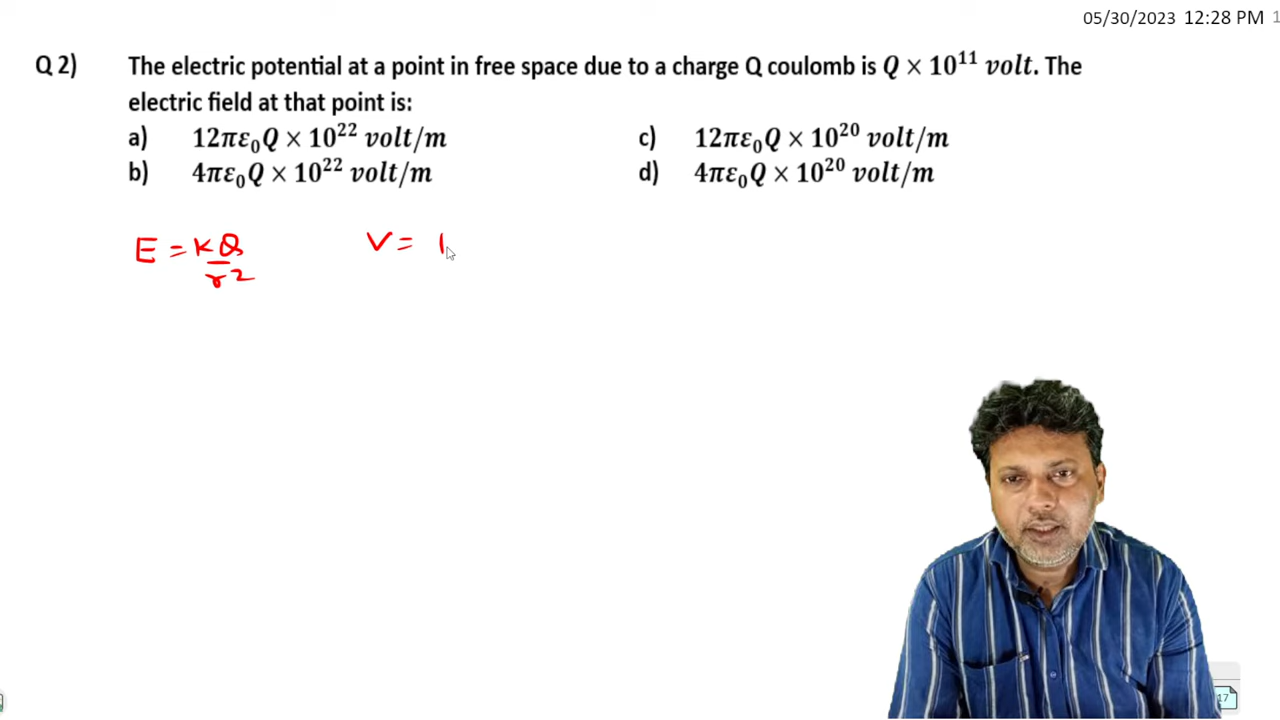 05/30/2023 12:28 PM 1
Q 2) The electric potential at a point in free space due to a charge Q coulomb is Q × 10¹¹ volt. The
electric field at that point is:
a) 12πε₀Q × 10²² volt/m c) 12πε₀Q × 10²⁰ volt/m
b) 4πε₀Q × 10²² volt/m d) 4πε₀Q × 10²⁰ volt/m
E = KQ/r² V =
17